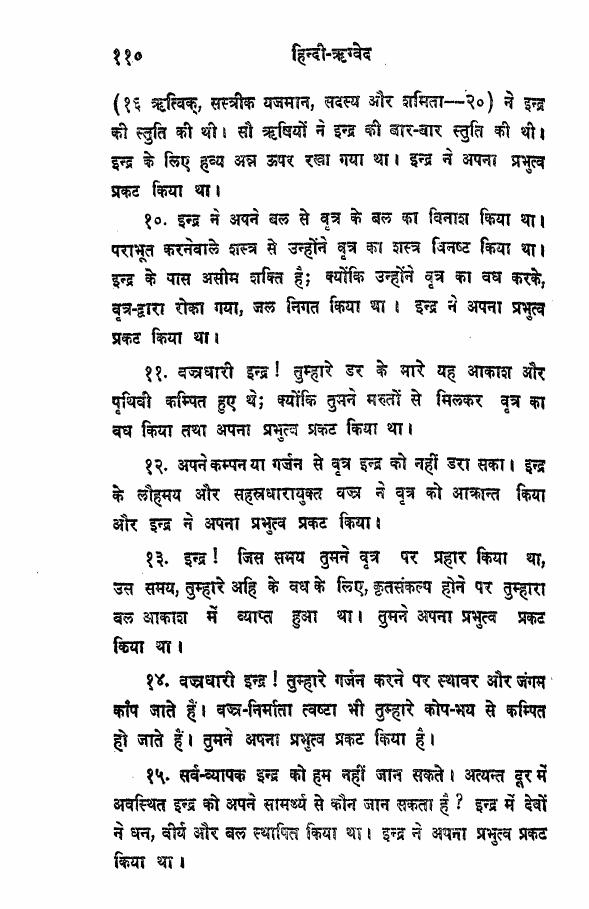 ११० हिन्दी-ऋग्वेद
(१६ ऋत्विक्, सस्त्रीक यजमान, सदस्य और शमिता—२०) ने इन्द्र
की स्तुति की थी। सौ ऋषियों ने इन्द्र की बार-बार स्तुति की थी।
इन्द्र के लिए हव्य अन्न ऊपर रखा गया था। इन्द्र ने अपना प्रभुत्व
प्रकट किया था।
१०. इन्द्र ने अपने बल से वृत्र के बल का विनाश किया था।
पराभूत करनेवाले शस्त्र से उन्होंने वृत्र का शस्त्र विनष्ट किया था।
इन्द्र के पास असीम शक्ति है; क्योंकि उन्होंने वृत्र का वध करके,
वृत्र-द्वारा रोका गया, जल निगत किया था। इन्द्र ने अपना प्रभुत्व
प्रकट किया था।
११. वज्रधारी इन्द्र! तुम्हारे डर के मारे यह आकाश और
पृथिवी कम्पित हुए थे; क्योंकि तुमने मरुतों से मिलकर वृत्र का
वध किया तथा अपना प्रभुत्व प्रकट किया था।
१२. अपने कम्पन या गर्जन से वृत्र इन्द्र को नहीं डरा सका। इन्द्र
के लौहमय और सहस्रधारायुक्त वज्र ने वृत्र को आक्रान्त किया
और इन्द्र ने अपना प्रभुत्व प्रकट किया।
१३. इन्द्र! जिस समय तुमने वृत्र पर प्रहार किया था,
उस समय, तुम्हारे अहि के वध के लिए, कृतसंकल्प होने पर तुम्हारा
बल आकाश में व्याप्त हुआ था। तुमने अपना प्रभुत्व प्रकट
किया था।
१४. वज्रधारी इन्द्र! तुम्हारे गर्जन करने पर स्थावर और जंगम
काँप जाते हैं। वज्र-निर्माता त्वष्टा भी तुम्हारे कोप-भय से कम्पित
हो जाते हैं। तुमने अपना प्रभुत्व प्रकट किया है।
१५. सर्व-व्यापक इन्द्र को हम नहीं जान सकते। अत्यन्त दूर में
अवस्थित इन्द्र को अपने सामर्थ्य से कौन जान सकता है? इन्द्र में देवों
ने धन, वीर्य और बल स्थापित किया था। इन्द्र ने अपना प्रभुत्व प्रकट
किया था।